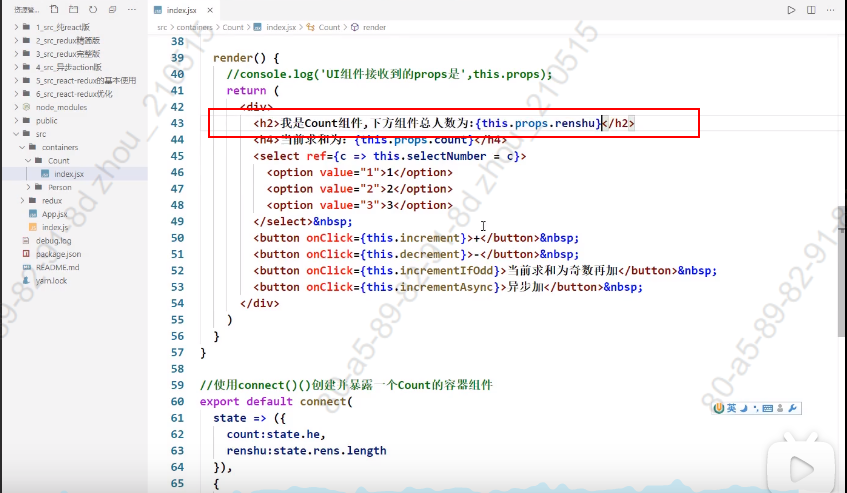 资源管...
index.jsx
src > containers > Count > index.jsx > Count > render
1_src_纯react版
2_src_redux精简版
3_src_redux完整版
4_src_异步action版
5_src_react-redux的基本使用
6_src_react-redux优化
node_modules
public
src
containers
Count
index.jsx
Person
redux
App.jsx
index.js
debug.log
package.json
README.md
yarn.lock
38
39 render() {
40 //console.log('UI组件接收到的props是',this.props);
41 return (
42 <div>
43 <h2>我是Count组件,下方组件总人数为:{this.props.renshu}</h2>
44 <h4>当前求和为: {this.props.count}</h4>
45 <select ref={c => this.selectNumber = c}>
46 <option value="1">1</option>
47 <option value="2">2</option>
48 <option value="3">3</option>
49 </select>&nbsp;
50 <button onClick={this.increment}>+</button>&nbsp;
51 <button onClick={this.decrement}>-</button>&nbsp;
52 <button onClick={this.incrementIfOdd}>当前求和为奇数再加</button>&nbsp;
53 <button onClick={this.incrementAsync}>异步加</button>&nbsp;
54 </div>
55 )
56 }
57 }
58
59 //使用connect()()创建并暴露一个Count的容器组件
60 export default connect(
61 state => ({
62 count:state.he,
63 renshu:state.rens.length
64 }),
65 {
英
80-a5-89-82-91-8d zhou__210515